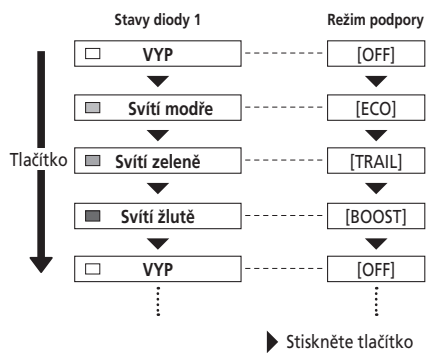 Stavy diody 1 Režim podpory
VYP [OFF]
Svítí modře [ECO]
Tlačítko Svítí zeleně [TRAIL]
Svítí žlutě [BOOST]
VYP [OFF]
Stiskněte tlačítko